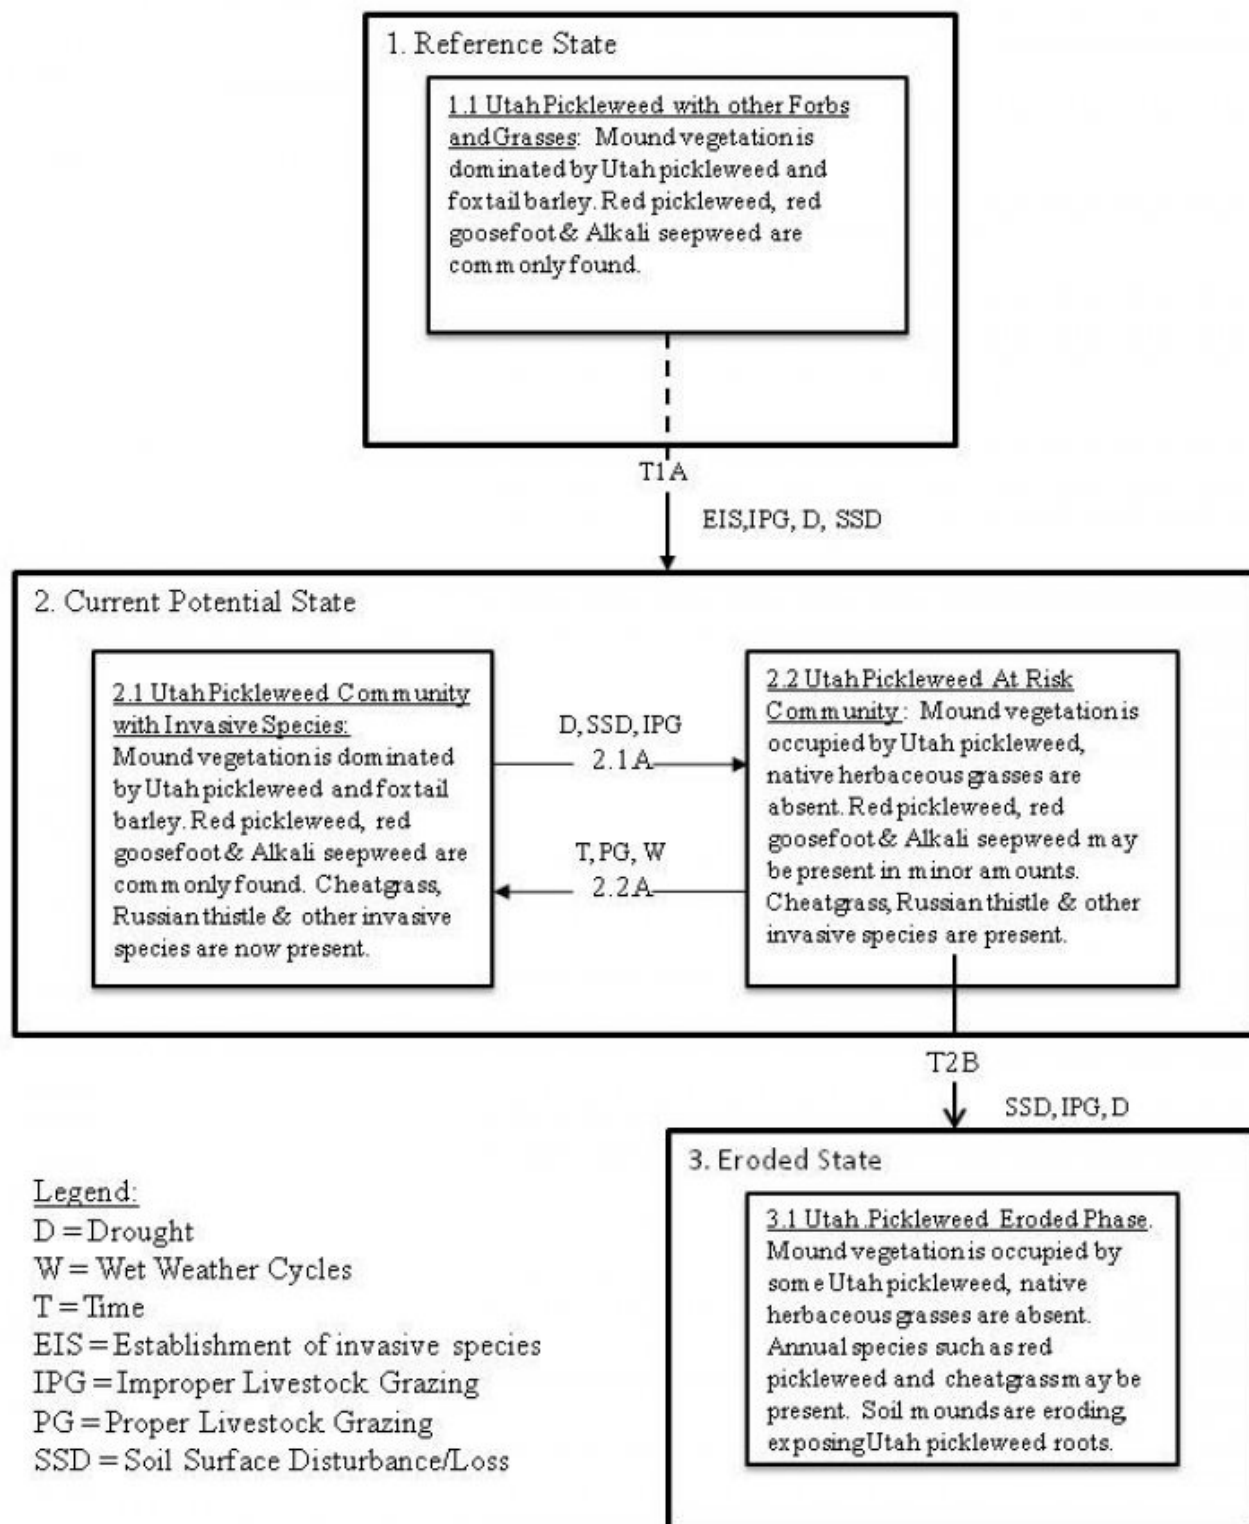 1. Reference State
1.1 Utah Pickleweed with other Forbs
and Grasses: Mound vegetation is
dominated by Utah pickleweed and
foxtail barley. Red pickleweed, red
goosefoot & Alkali seepweed are
commonly found.
T1A
EIS,IPG, D, SSD
2. Current Potential State
2.1 Utah Pickleweed Community
with Invasive Species:
Mound vegetation is dominated
by Utah pickleweed and foxtail
barley. Red pickleweed, red
goosefoot & Alkali seepweed are
commonly found. Cheatgrass,
Russian thistle & other invasive
species are now present.
D, SSD, IPG
2.1A
T, PG, W
2.2A
2.2 Utah Pickleweed At Risk
Community: Mound vegetation is
occupied by Utah pickleweed,
native herbaceous grasses are
absent. Red pickleweed, red
goosefoot & Alkali seepweed may
be present in minor amounts.
Cheatgrass, Russian thistle & other
invasive species are present.
T2B
SSD, IPG, D
3. Eroded State
3.1 Utah .Pickleweed Eroded Phase.
Mound vegetation is occupied by
some Utah pickleweed, native
herbaceous grasses are absent.
Annual species such as red
pickleweed and cheatgrass may be
present. Soil mounds are eroding,
exposing Utah pickleweed roots.
Legend:
D = Drought
W = Wet Weather Cycles
T = Time
EIS = Establishment of invasive species
IPG = Improper Livestock Grazing
PG = Proper Livestock Grazing
SSD = Soil Surface Disturbance/Loss